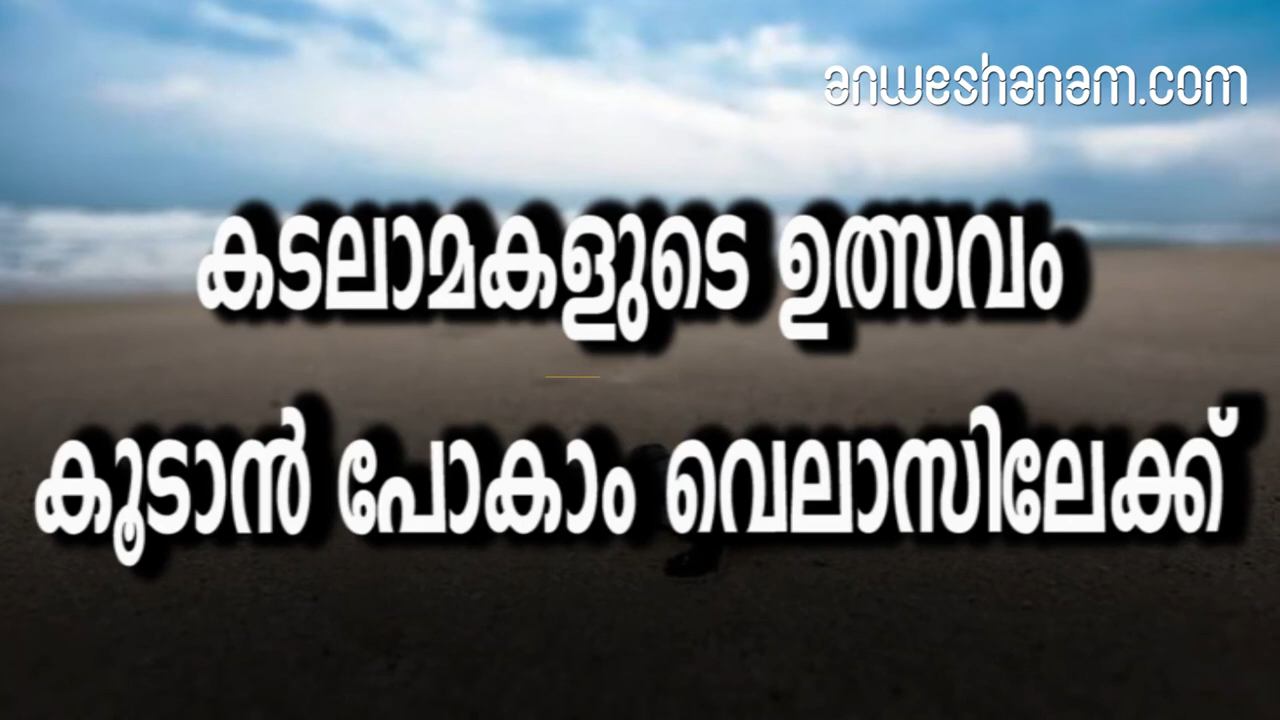 anweshanam.com
കടലാമകളുടെ ഉത്സവം
കൂടാൻ പോകാം വെലാസിലേക്ക്